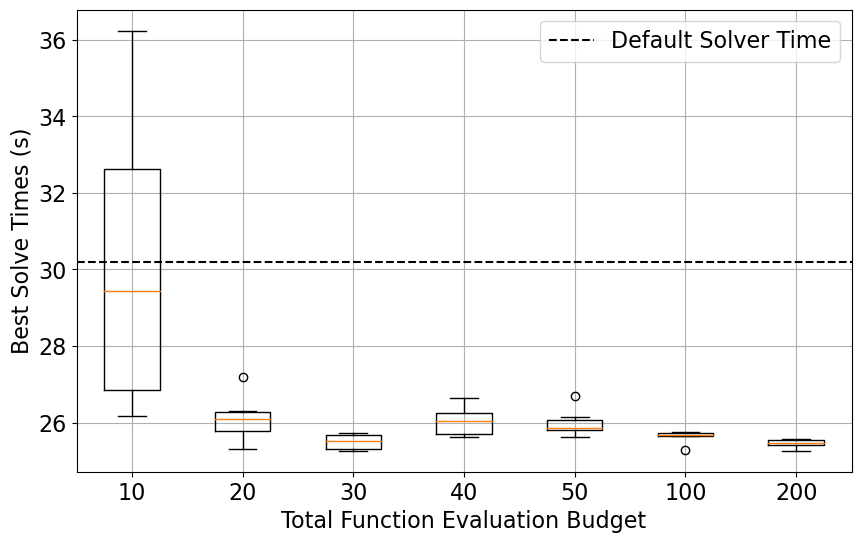 Default Solver Time
Best Solve Times (s)
36
34
32
30
28
26
10 20 30 40 50 100 200
Total Function Evaluation Budget